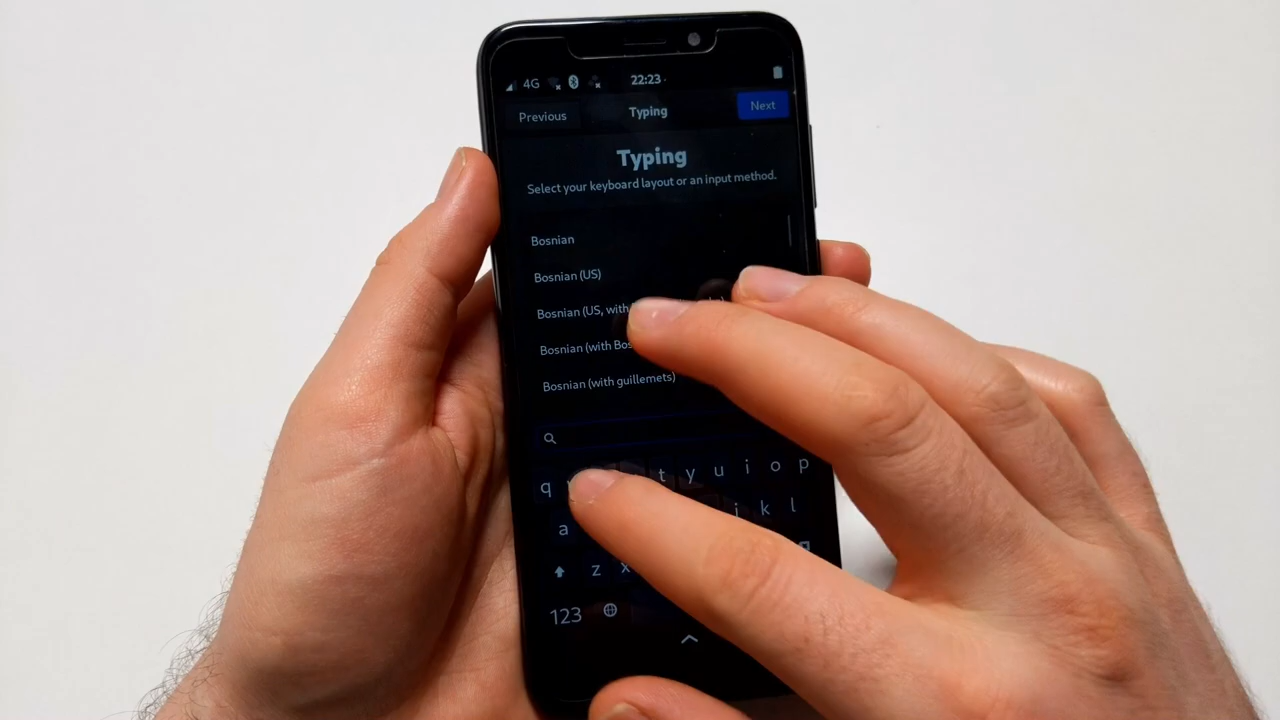 4G 22:23
Previous Typing Next
Typing
Select your keyboard layout or an input method.
Bosnian
Bosnian (US)
Bosnian (US, with
Bosnian (with
Bosnian (with guillemets)
q t y u i o p
a j k l
z x
123